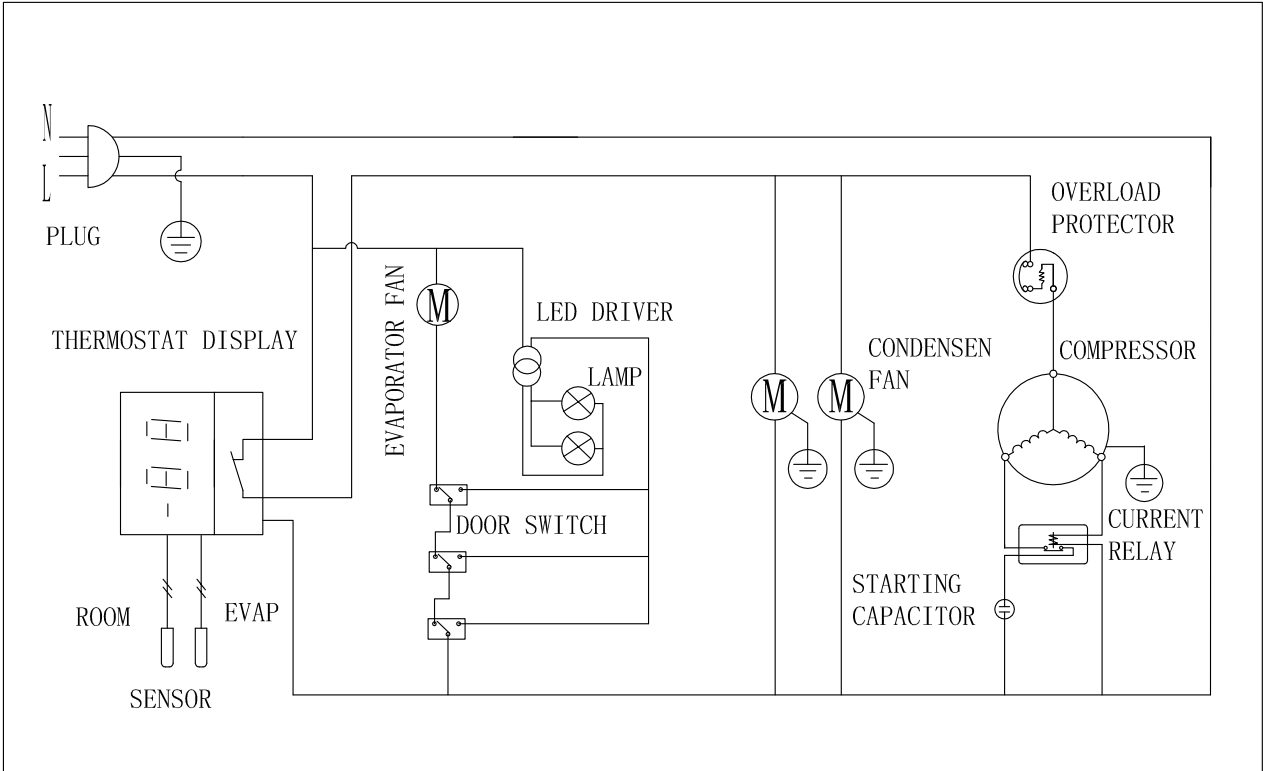 N
L
PLUG
OVERLOAD
PROTECTOR
EVAPORATOR FAN
M
LED DRIVER
THERMOSTAT DISPLAY
CONDENSEN
FAN
COMPRESSOR
LAMP
M
M
DOOR SWITCH
CURRENT
RELAY
STARTING
CAPACITOR
ROOM
EVAP
SENSOR